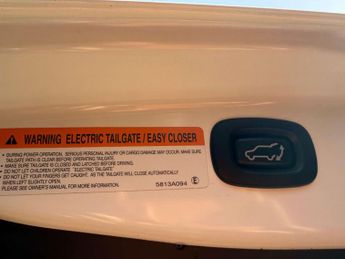 WARNING ELECTRIC TAILGATE / EASY CLOSER
• DURING POWER OPERATION, SERIOUS PERSONAL INJURY OR CARGO DAMAGE MAY OCCUR. MAKE SURE
TAILGATE PATH IS CLEAR BEFORE OPERATING TAILGATE.
• MAKE SURE TAILGATE IS CLOSED AND LATCHED BEFORE DRIVING.
• DO NOT LET CHILDREN OPERATE "ELECTRIC TAILGATE".
• DO NOT LET YOUR FINGERS GET CAUGHT, AS THE TAILGATE WILL CLOSE AUTOMATICALLY
WHEN LEFT SLIGHTLY OPEN.
PLEASE SEE OWNER'S MANUAL FOR MORE INFORMATION. 5813A094 E